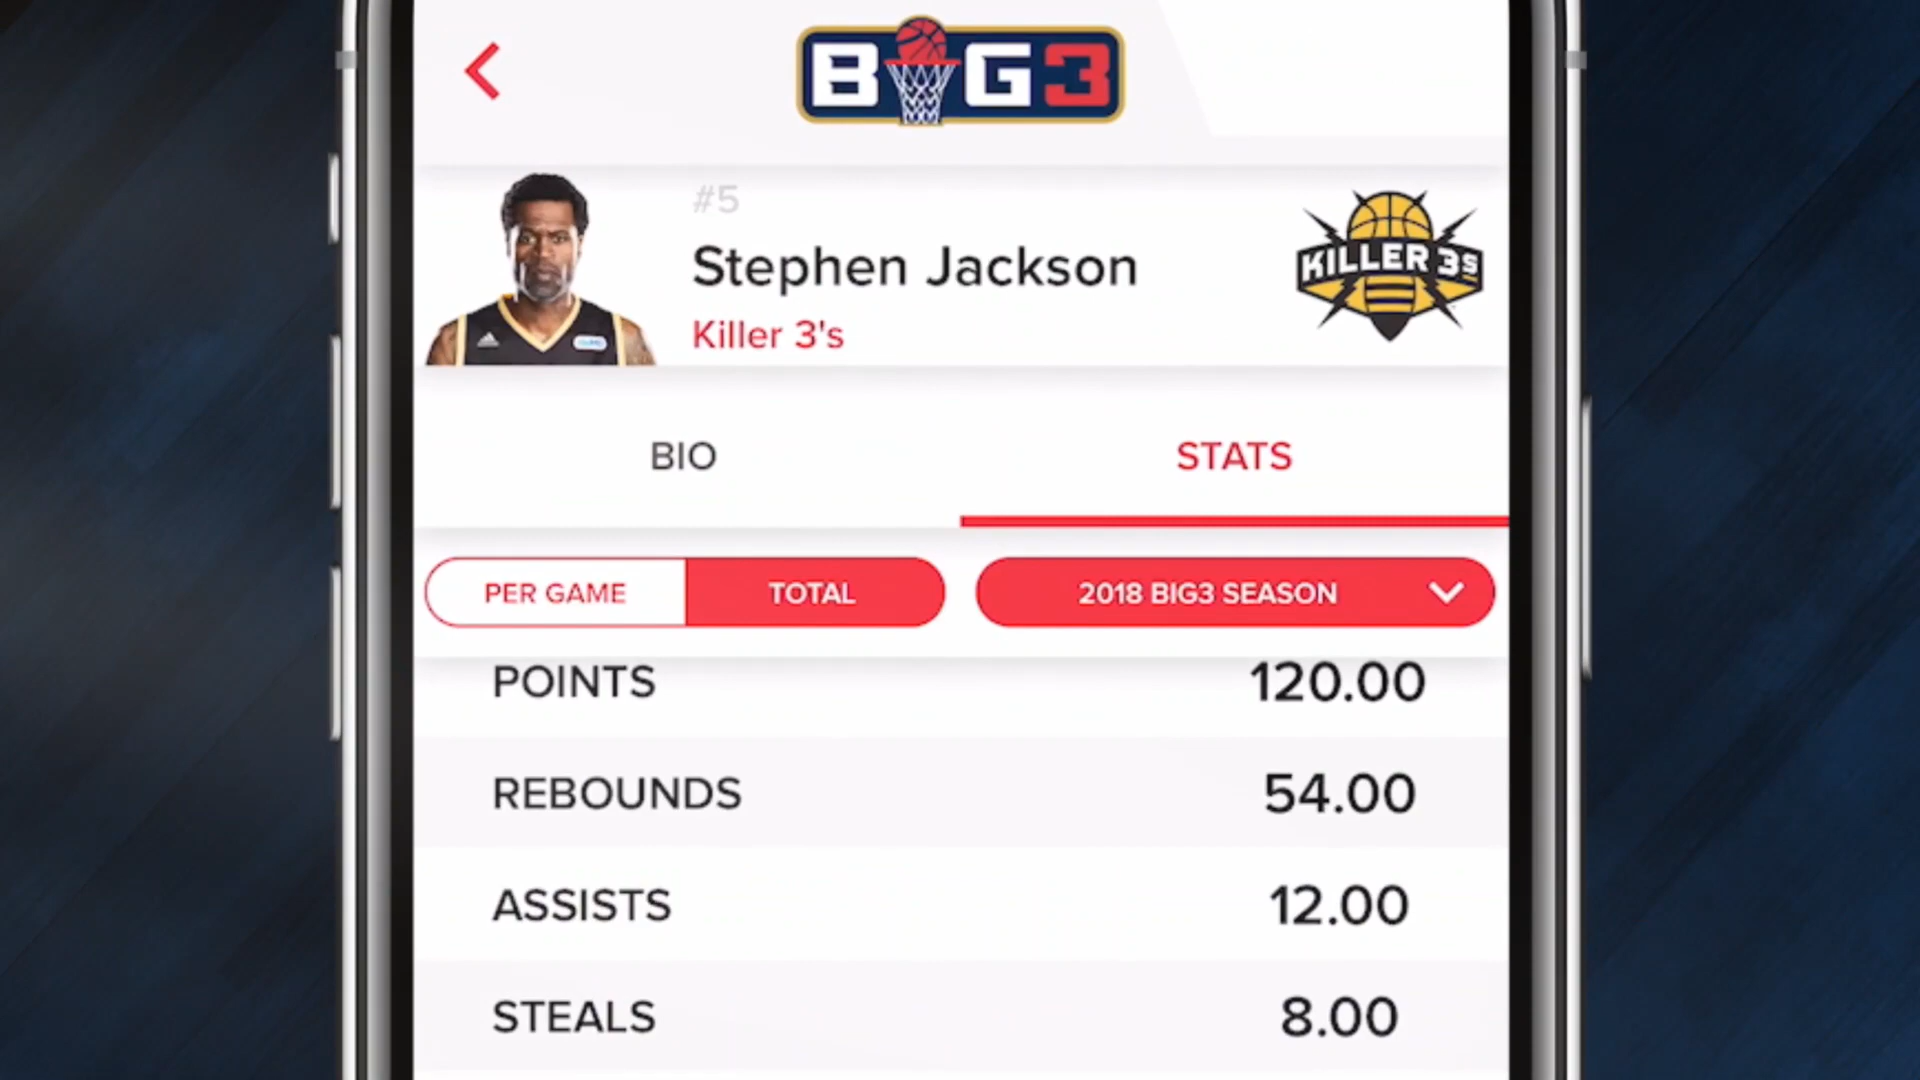 BIG3
#5
Stephen Jackson
Killer 3's
KILLER 3s
BIO
STATS
PER GAME
TOTAL
2018 BIG3 SEASON
POINTS
120.00
REBOUNDS
54.00
ASSISTS
12.00
STEALS
8.00